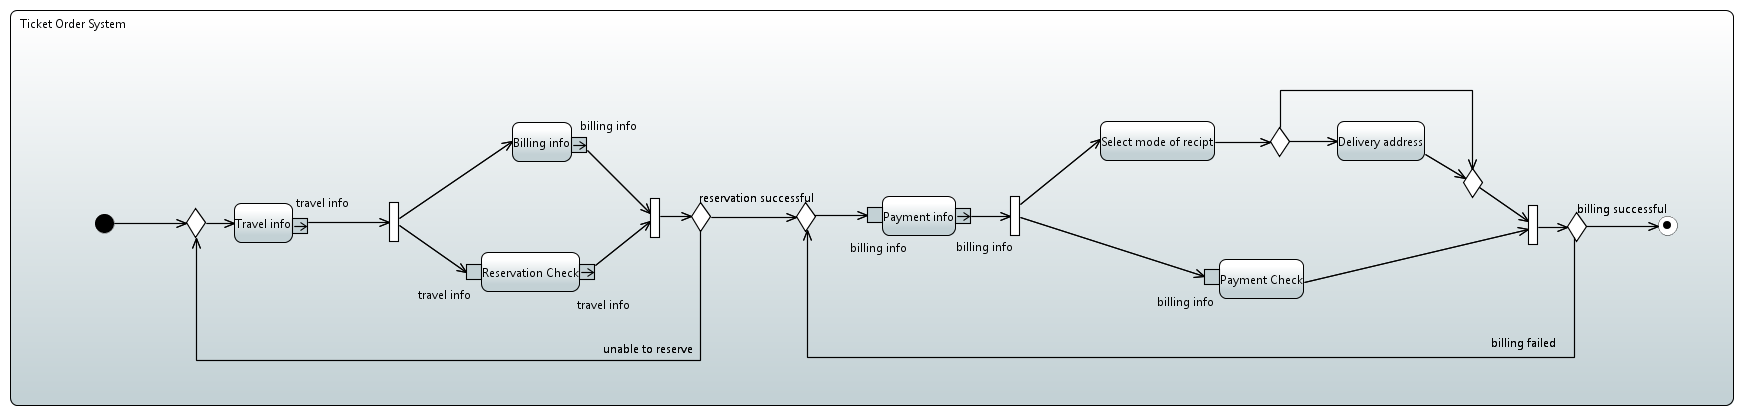 Ticket Order System
billing info
Billing info
Select mode of recipt
Delivery address
reservation successful
travel info
billing successful
Travel info
Payment info
billing info
billing info
Reservation Check
Payment Check
travel info
travel info
billing info
unable to reserve
billing failed